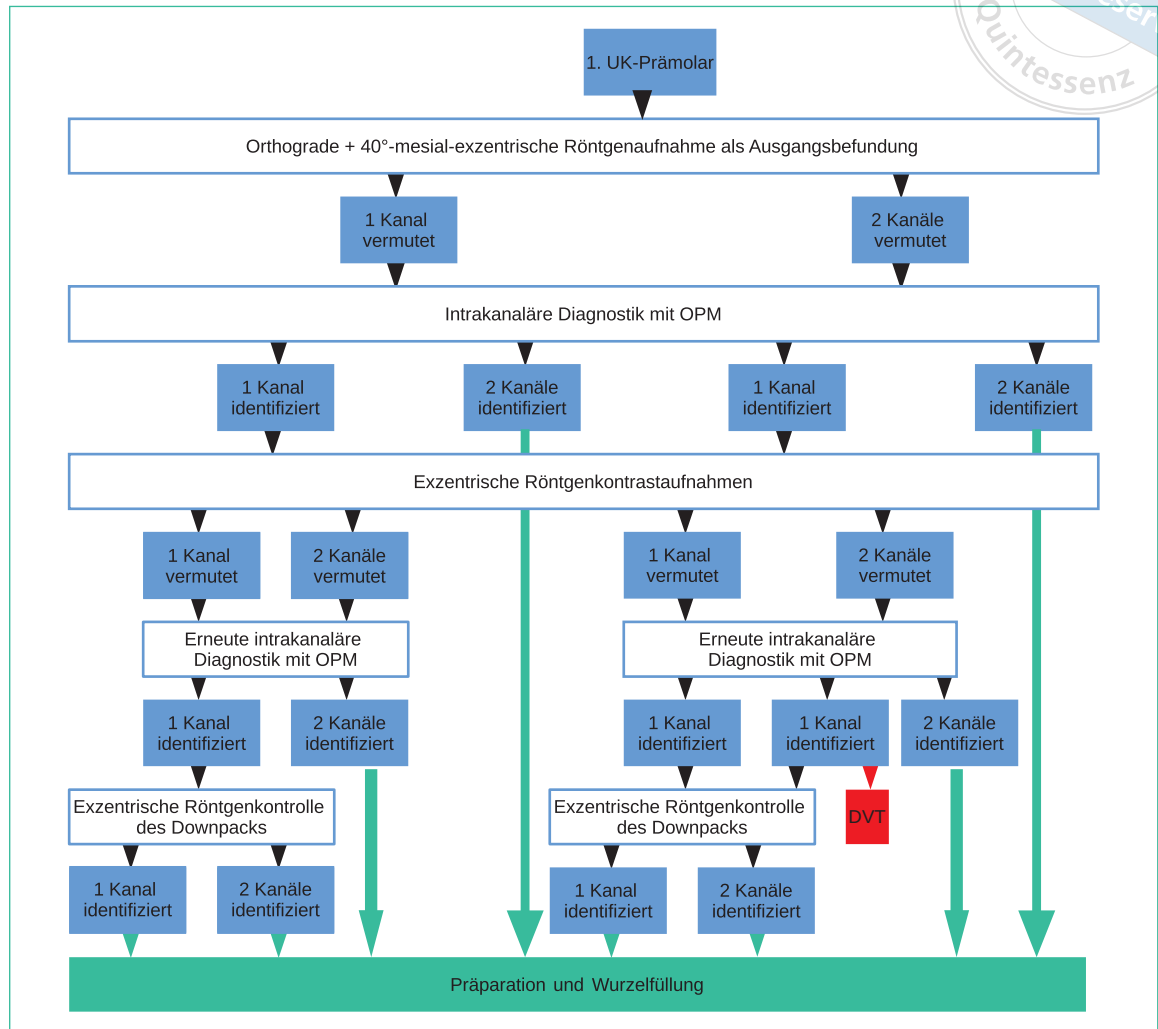 Quintessenz
1. UK-Prämolar
Orthograde + 40°-mesial-exzentrische Röntgenaufnahme als Ausgangsbefundung
1 Kanal
vermutet
2 Kanäle
vermutet
Intrakanaläre Diagnostik mit OPM
1 Kanal
identifiziert
2 Kanäle
identifiziert
1 Kanal
identifiziert
2 Kanäle
identifiziert
Exzentrische Röntgenkontrastaufnahmen
1 Kanal
vermutet
2 Kanäle
vermutet
1 Kanal
vermutet
2 Kanäle
vermutet
Erneute intrakanaläre
Diagnostik mit OPM
Erneute intrakanaläre
Diagnostik mit OPM
1 Kanal
identifiziert
2 Kanäle
identifiziert
1 Kanal
identifiziert
1 Kanal
identifiziert
2 Kanäle
identifiziert
Exzentrische Röntgenkontrolle
des Downpacks
Exzentrische Röntgenkontrolle
des Downpacks
DVT
1 Kanal
identifiziert
2 Kanäle
identifiziert
1 Kanal
identifiziert
2 Kanäle
identifiziert
Präparation und Wurzelfüllung